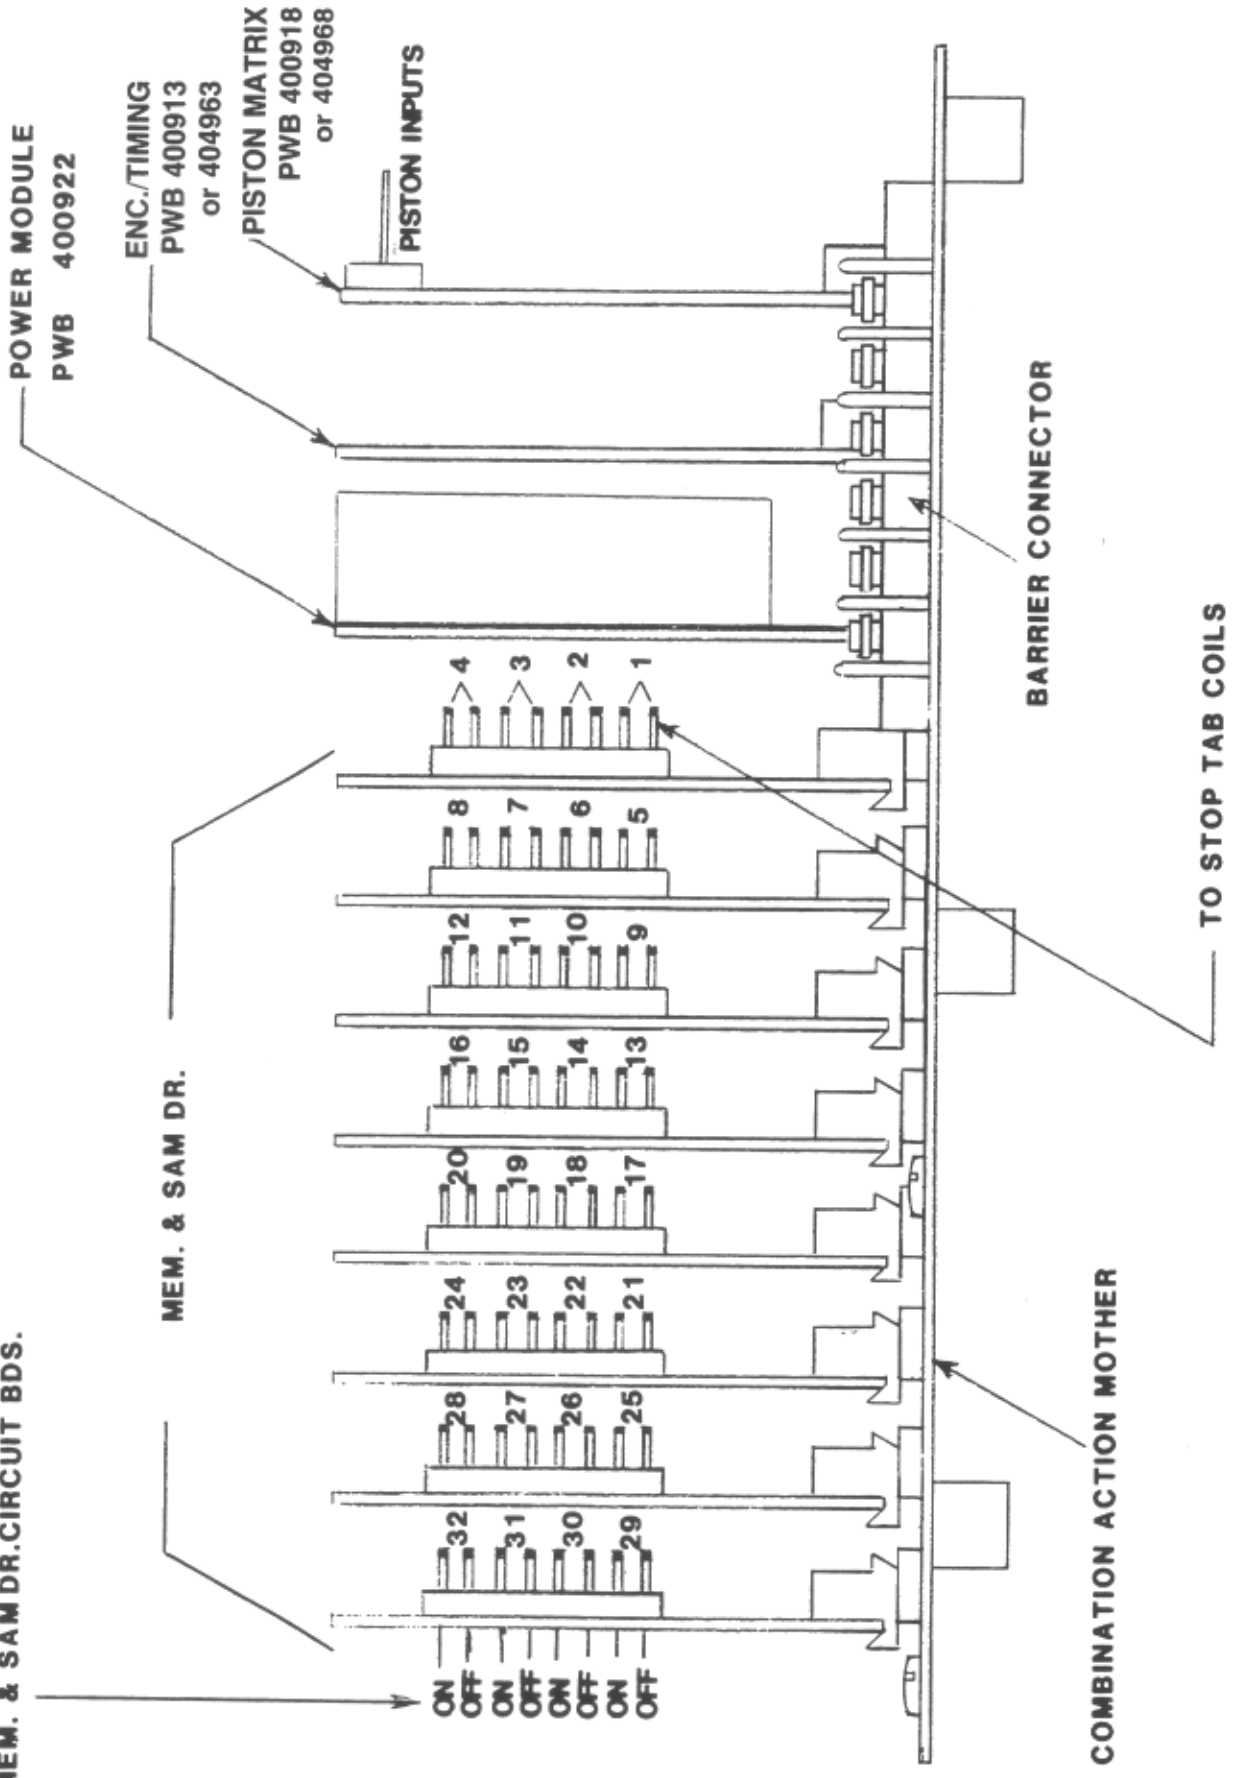 POWER MODULE
PWB 400922
ENC./TIMING
PWB 400913
or 404963
PISTON MATRIX
PWB 400918
or 404968
PISTON INPUTS
MEM. & SAM DR.
& SAM DR.CIRCUIT BDS.
4
3
2
1
8
7
6
5
12
11
10
9
16
15
14
13
20
19
18
17
24
23
22
21
28
27
26
25
32
31
30
29
ON
OFF
ON
OFF
ON
OFF
ON
OFF
BARRIER CONNECTOR
TO STOP TAB COILS
COMBINATION ACTION MOTHER